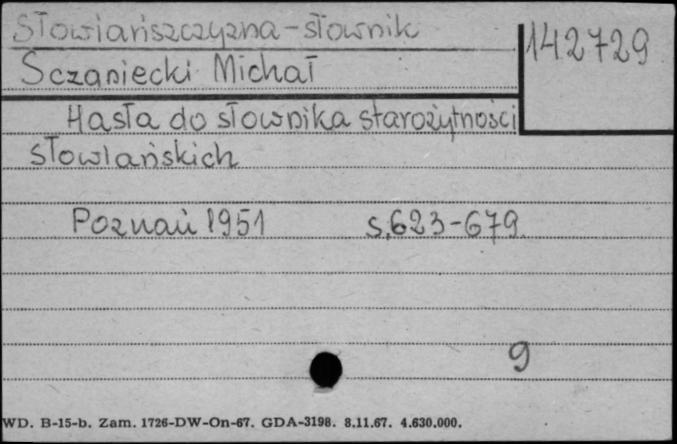 Słowiańszczyzna-słownik
142729
Sczaniecki Michał
Hasła do słownika starożytności
słowiańskich
Poznań 1951 s. 623-679.
9
WD. B-15-b. Zam. 1726-DW-On-67. GDA-3198. 8.11.67. 4.630.000.